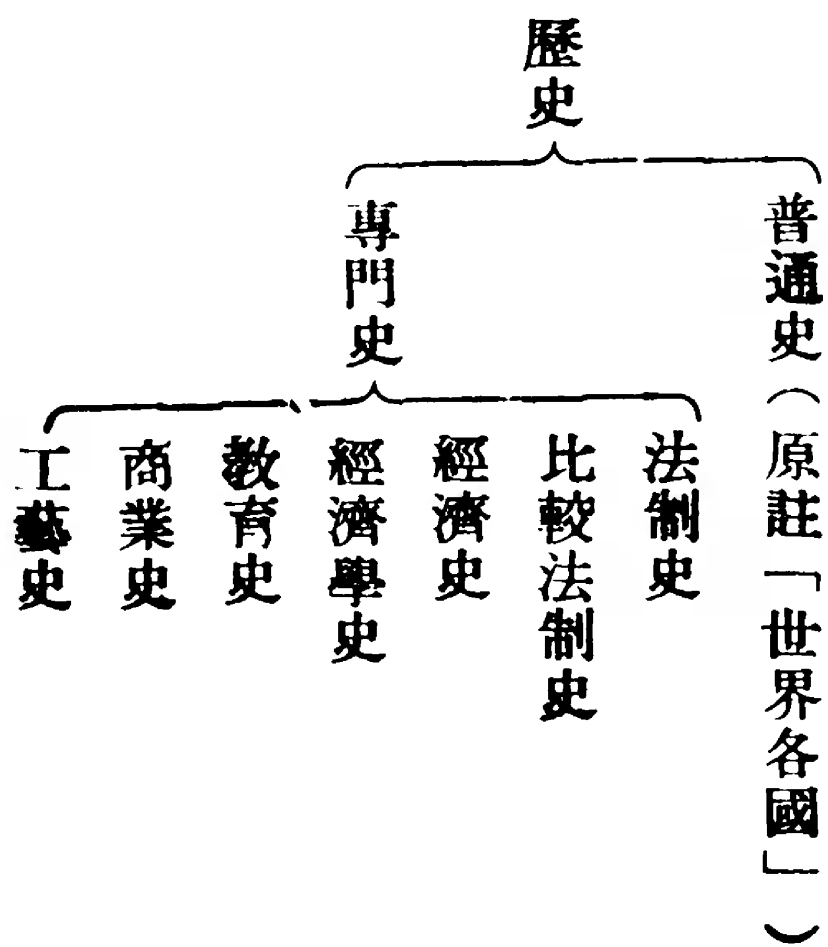 歷史
普通史（原註「世界各國」）
專門史
法制史
比較法制史
經濟史
經濟學史
教育史
商業史
工藝史